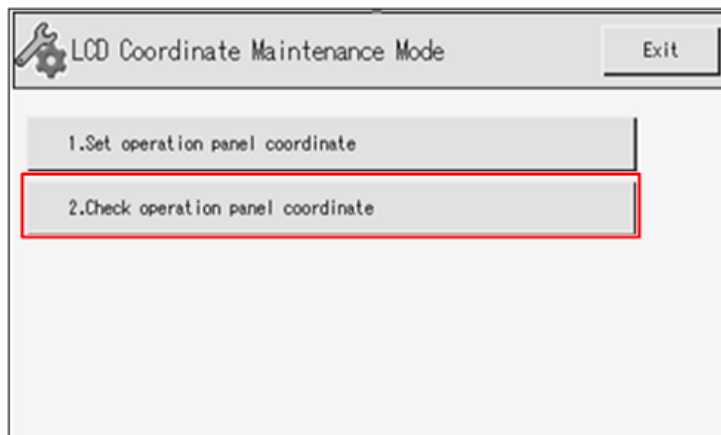 LCD Coordinate Maintenance Mode
Exit
1.Set operation panel coordinate
2.Check operation panel coordinate